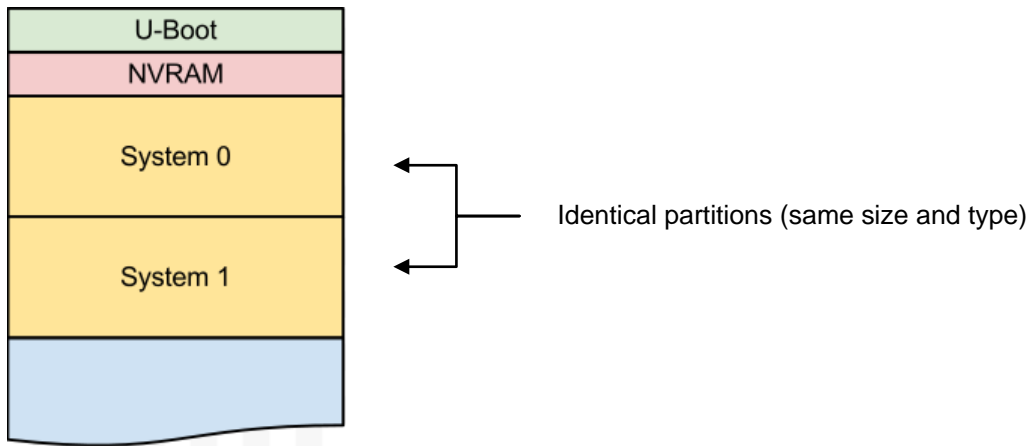 U-Boot
NVRAM
System 0
Identical partitions (same size and type)
System 1